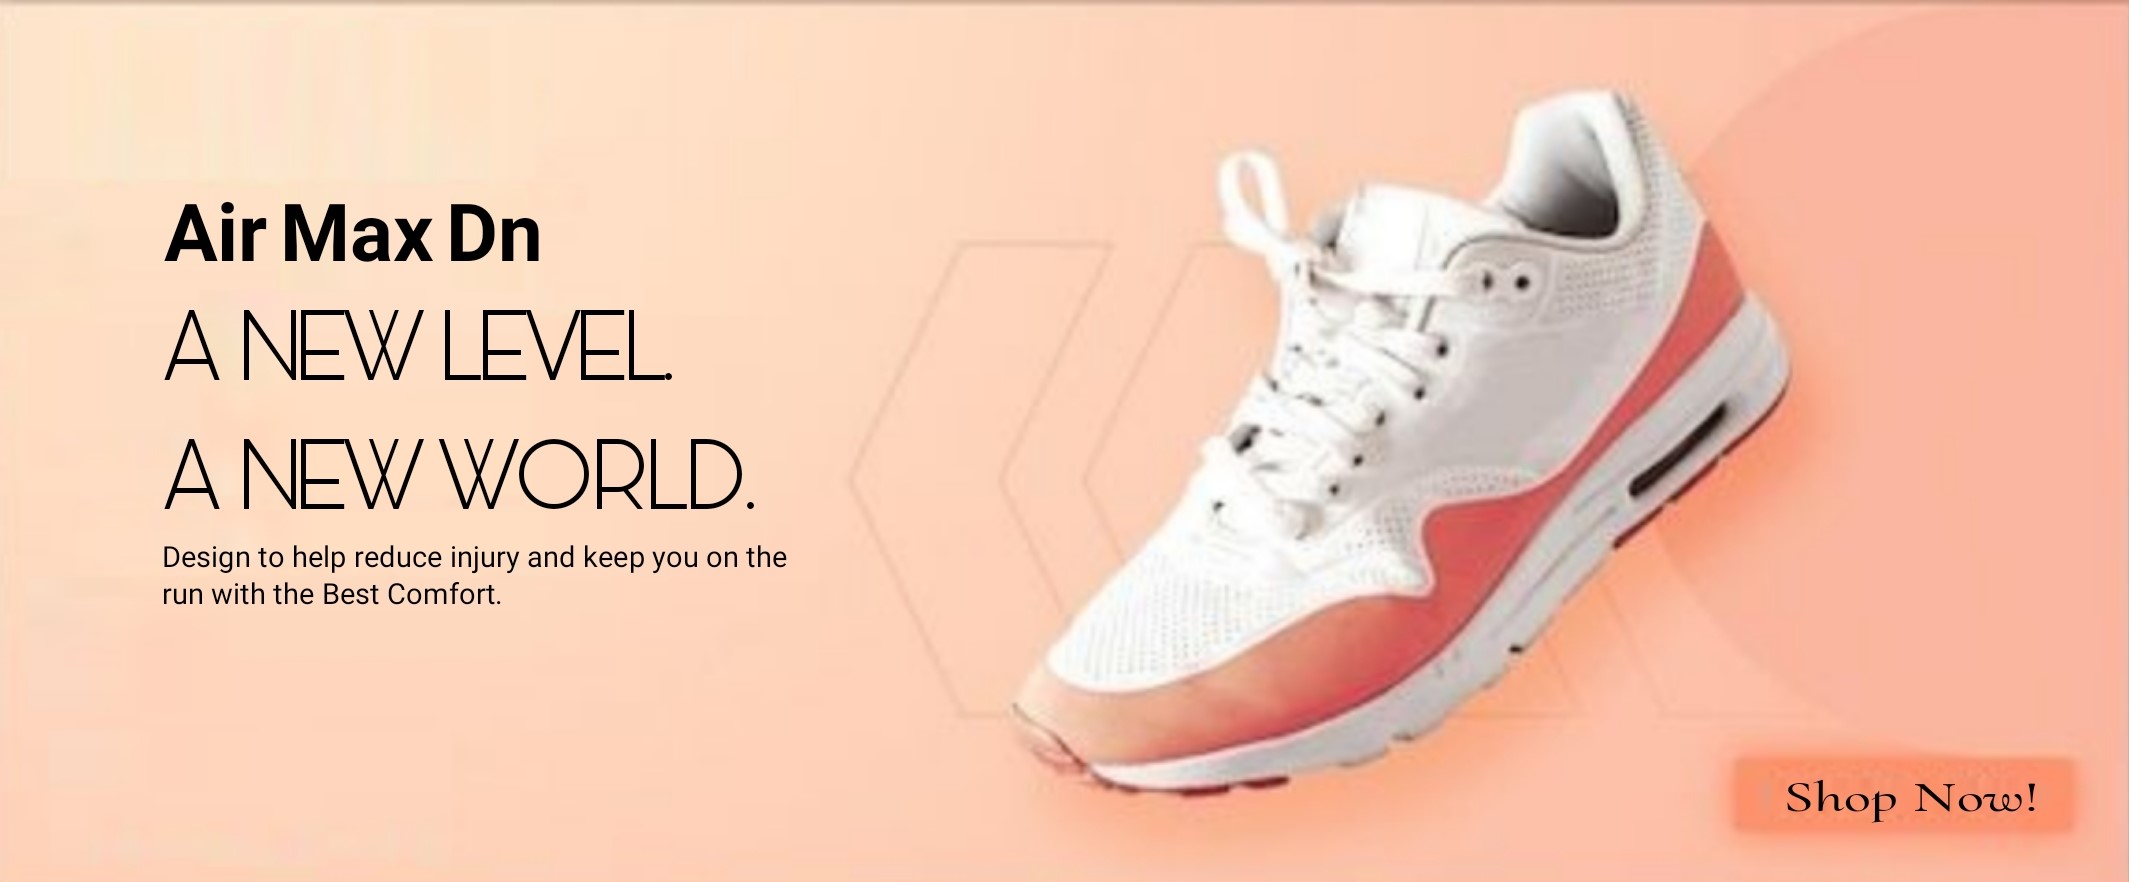 Air Max Dn
A NEW LEVEL.
A NEW WORLD.
Design to help reduce injury and keep you on the
run with the Best Comfort.
Shop Now!